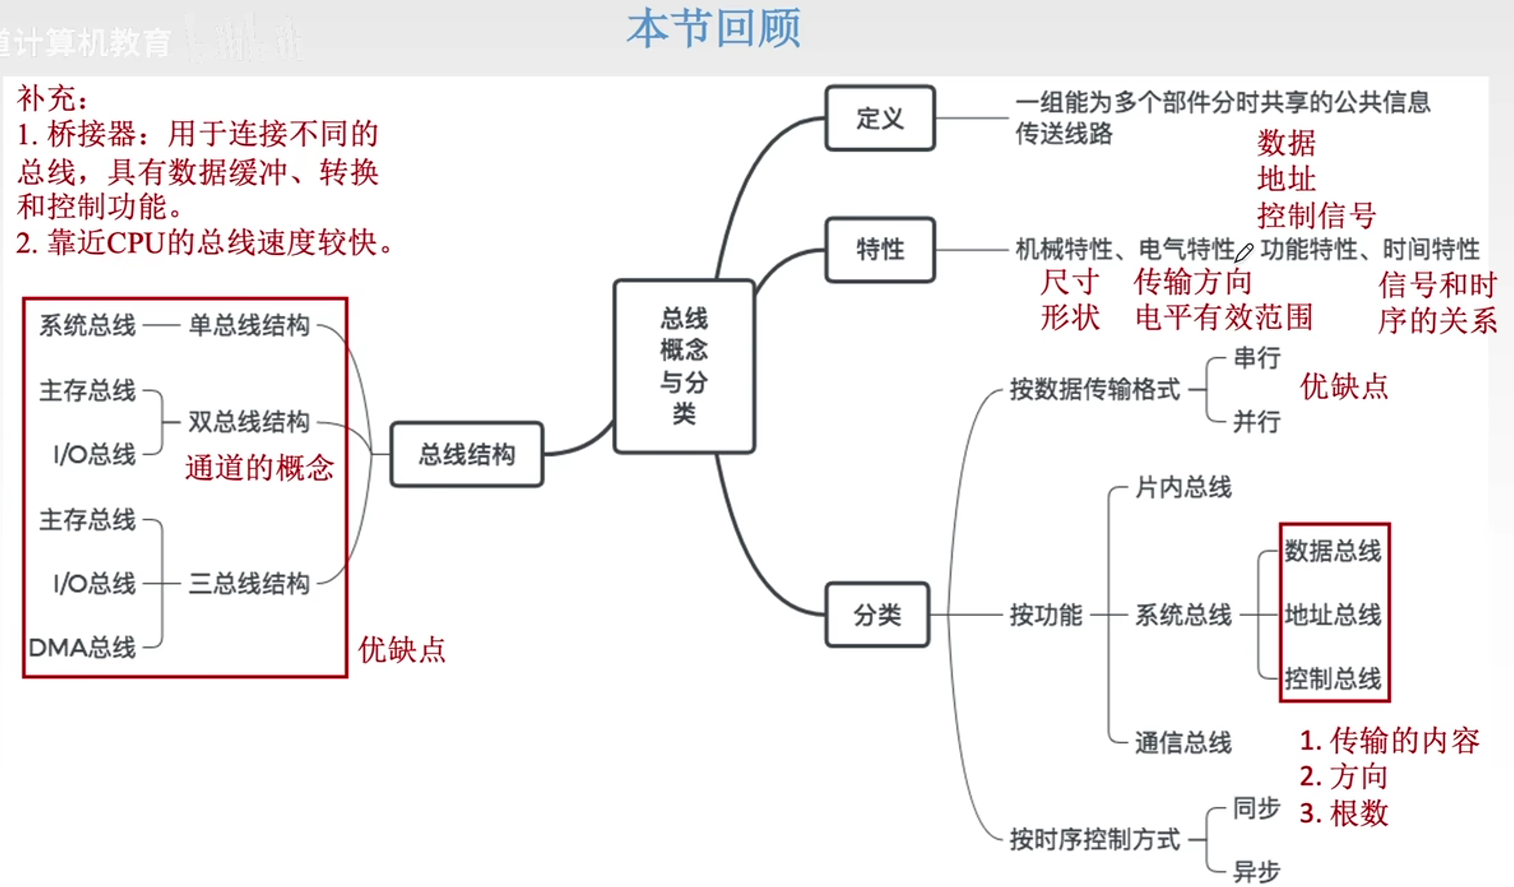 本节回顾
道计算机教育
补充：
1. 桥接器：用于连接不同的
总线，具有数据缓冲、转换
和控制功能。
2. 靠近CPU的总线速度较快。
定义
一组能为多个部件分时共享的公共信息
传送线路
数据
地址
控制信号
特性
机械特性、电气特性、功能特性、时间特性
尺寸
形状
传输方向
电平有效范围
信号和时
序的关系
总线
概念
与分
类
总线结构
系统总线
单总线结构
主存总线
I/O总线
双总线结构
通道的概念
主存总线
I/O总线
DMA总线
三总线结构
优缺点
分类
按数据传输格式
串行
并行
优缺点
按功能
片内总线
系统总线
数据总线
地址总线
控制总线
通信总线
1. 传输的内容
2. 方向
3. 根数
按时序控制方式
同步
异步